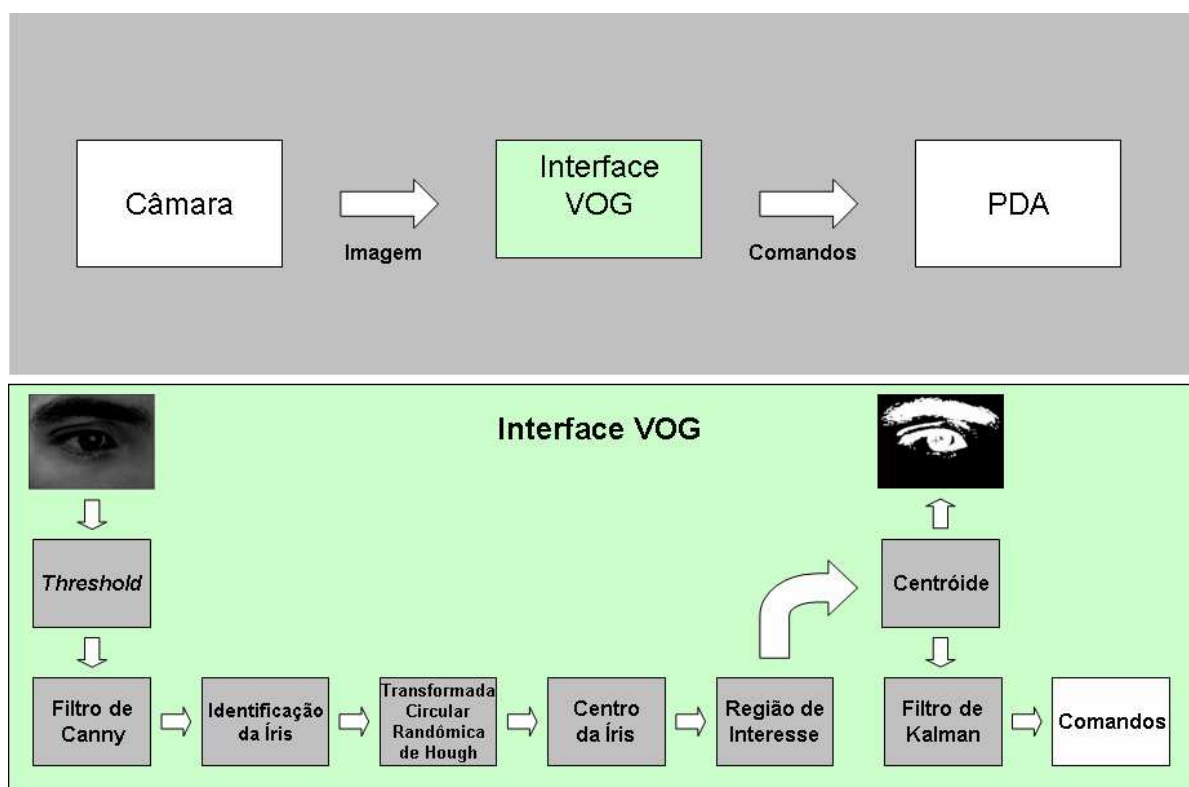 Câmara
Imagem
Interface
VOG
Comandos
PDA
Interface VOG
Threshold
Centróide
Filtro de
Canny
Identificação
da Íris
Transformada
Circular
Randômica
de Hough
Centro
da Íris
Região de
Interesse
Filtro de
Kalman
Comandos